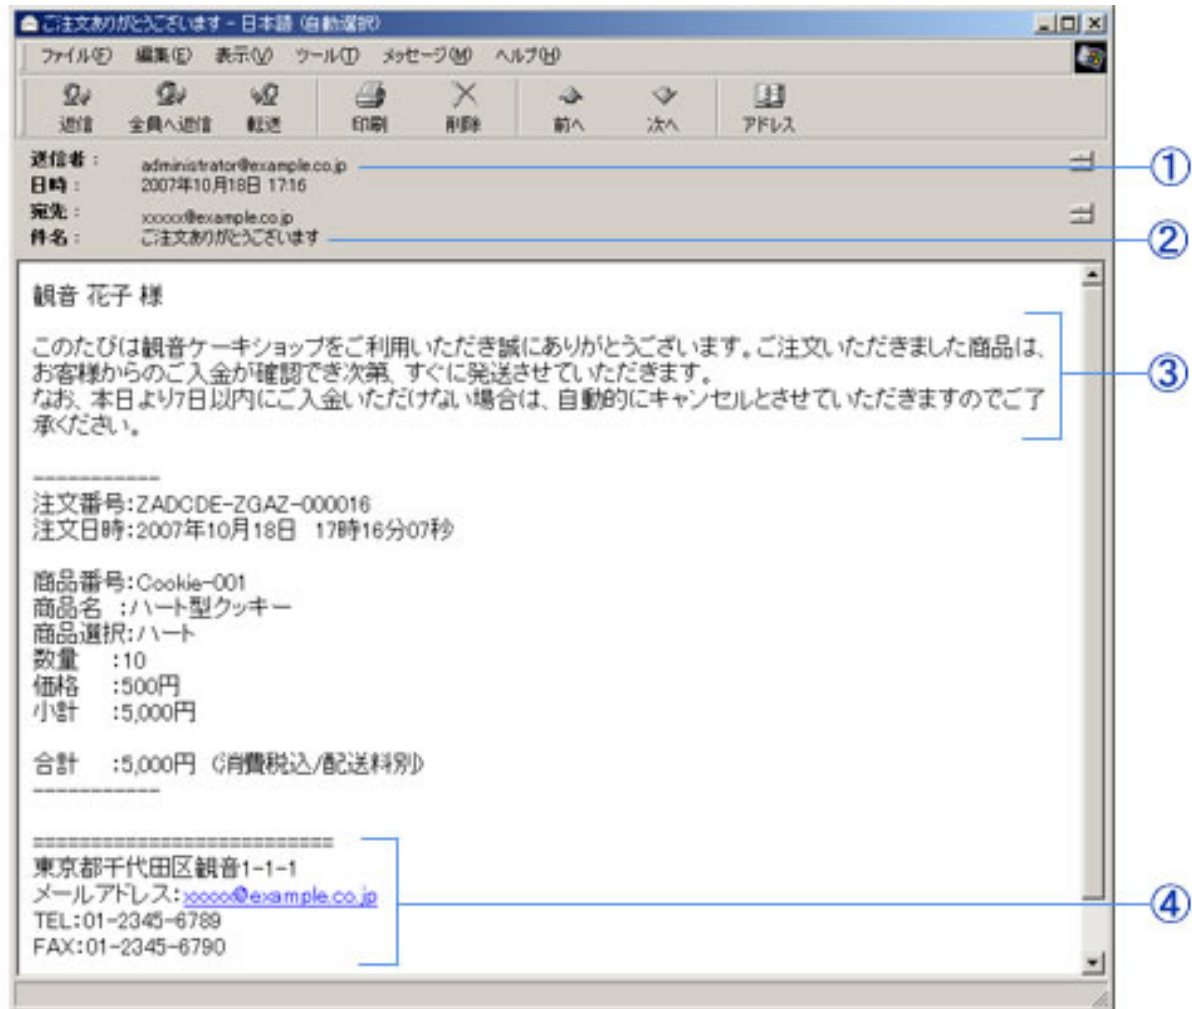 ご注文ありがとうございます - 日本語 (自動選択)
ファイル(F) 編集(E) 表示(V) ツール(T) メッセージ(M) ヘルプ(H)
返信 全員へ返信 転送 印刷 削除 前へ 次へ アドレス
送信者: administrator@example.co.jp
①
日時: 2007年10月18日 17:16
宛先: xxxxx@example.co.jp
件名: ご注文ありがとうございます
②
観音 花子 様
このたびは観音ケーキショップをご利用いただき誠にありがとうございます。ご注文いただきました商品は、
お客様からのご入金が確認でき次第、すぐに発送させていただきます。
③
なお、本日より7日以内にご入金いただけない場合は、自動的にキャンセルとさせていただきますのでご了
承ください。
-----------
注文番号:ZADCDE-ZGAZ-000016
注文日時:2007年10月18日 17時16分07秒
商品番号:Cookie-001
商品名 :ハート型クッキー
商品選択:ハート
数量 :10
価格 :500円
小計 :5,000円
合計 :5,000円 (消費税込/配送料別)
-----------
==========================
東京都千代田区観音1-1-1
メールアドレス:xxxxx@example.co.jp
④
TEL:01-2345-6789
FAX:01-2345-6790